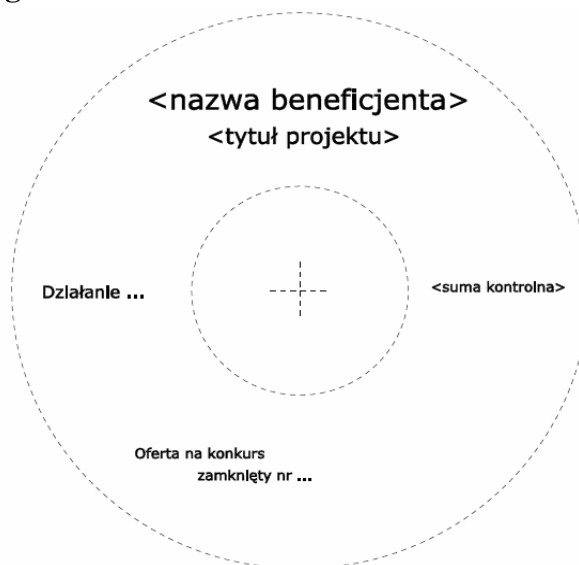 g
<nazwa beneficjenta>
<tytuł projektu>
Działanie ...
<suma kontrolna>
Oferta na konkurs
zamknięty nr ...